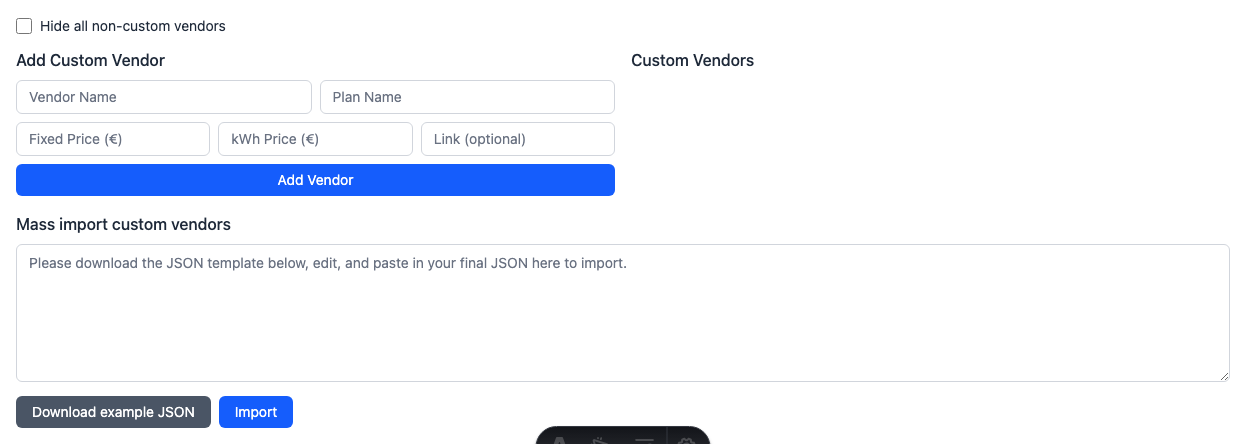 Hide all non-custom vendors
Add Custom Vendor
Custom Vendors
Vendor Name
Plan Name
Fixed Price (€)
kWh Price (€)
Link (optional)
Add Vendor
Mass import custom vendors
Please download the JSON template below, edit, and paste in your final JSON here to import.
Download example JSON
Import